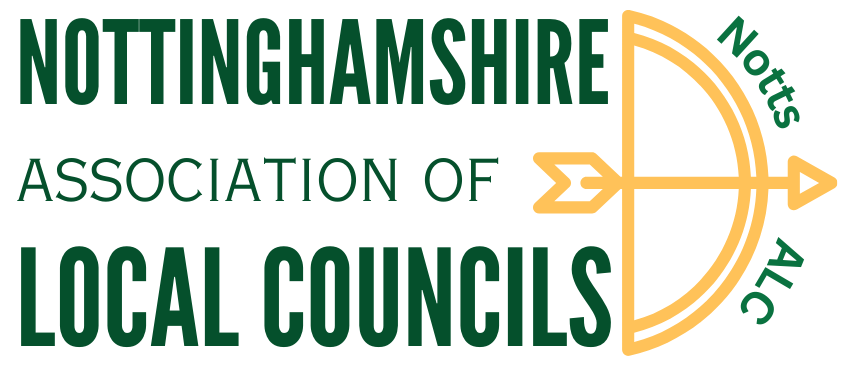 NOTTINGHAMSHIRE
ASSOCIATION OF
LOCAL COUNCILS
Notts
ALC